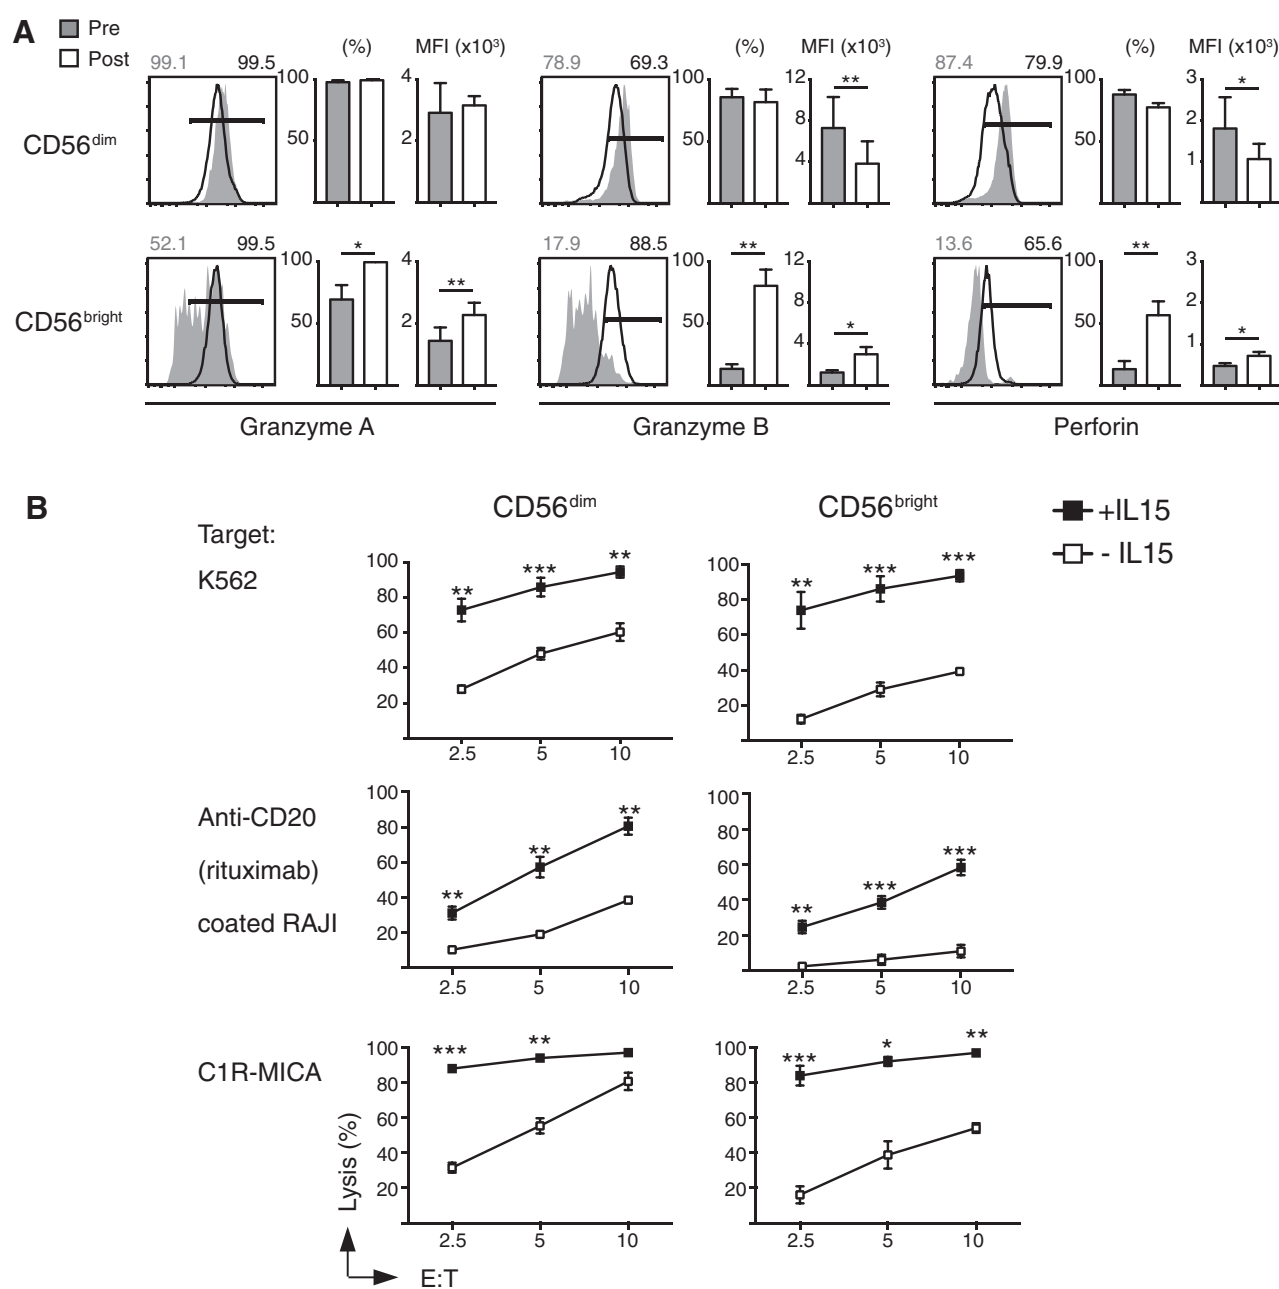 A
Pre
Post
(%) MFI (x10³) (%) MFI (x10³) (%) MFI (x10³)
99.1 99.5 100 4 78.9 69.3 100 12 87.4 79.9 100 3
** *
CD56dim
50 2 50 8 4 50 2 1
52.1 99.5 100 4 17.9 88.5 100 12 13.6 65.6 100 3
* ** ** * ** *
CD56bright
50 2 50 8 4 50 2 1
Granzyme A Granzyme B Perforin
B
CD56dim CD56bright
+IL15
- IL15
Target:
K562
100 80 60 40 20
** *** **
2.5 5 10
100 80 60 40 20
** *** ***
2.5 5 10
Anti-CD20
(rituximab)
coated RAJI
100 80 60 40 20
** ** **
2.5 5 10
100 80 60 40 20
** *** ***
2.5 5 10
C1R-MICA
100 80 60 40 20
*** **
2.5 5 10
100 80 60 40 20
*** * **
2.5 5 10
Lysis (%)
E:T